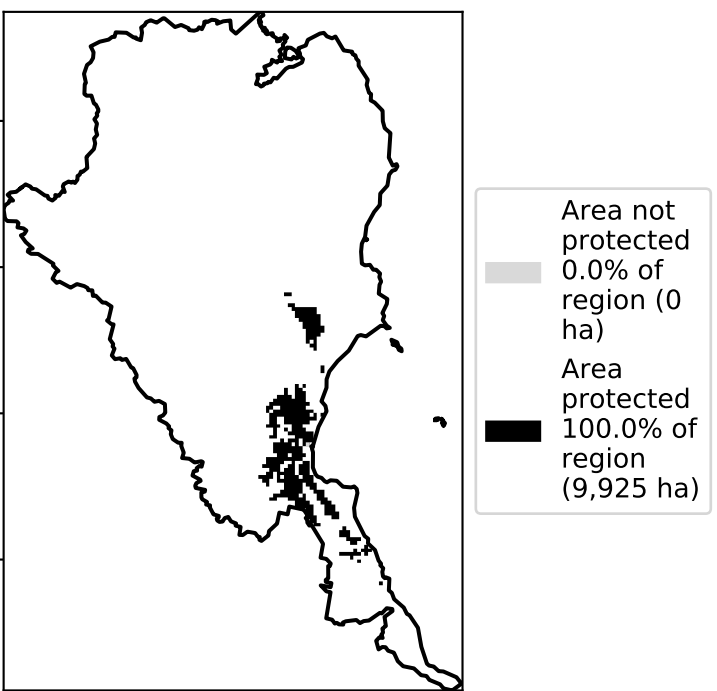 Area not
protected
0.0% of
region (0
ha)
Area
protected
100.0% of
region
(9,925 ha)